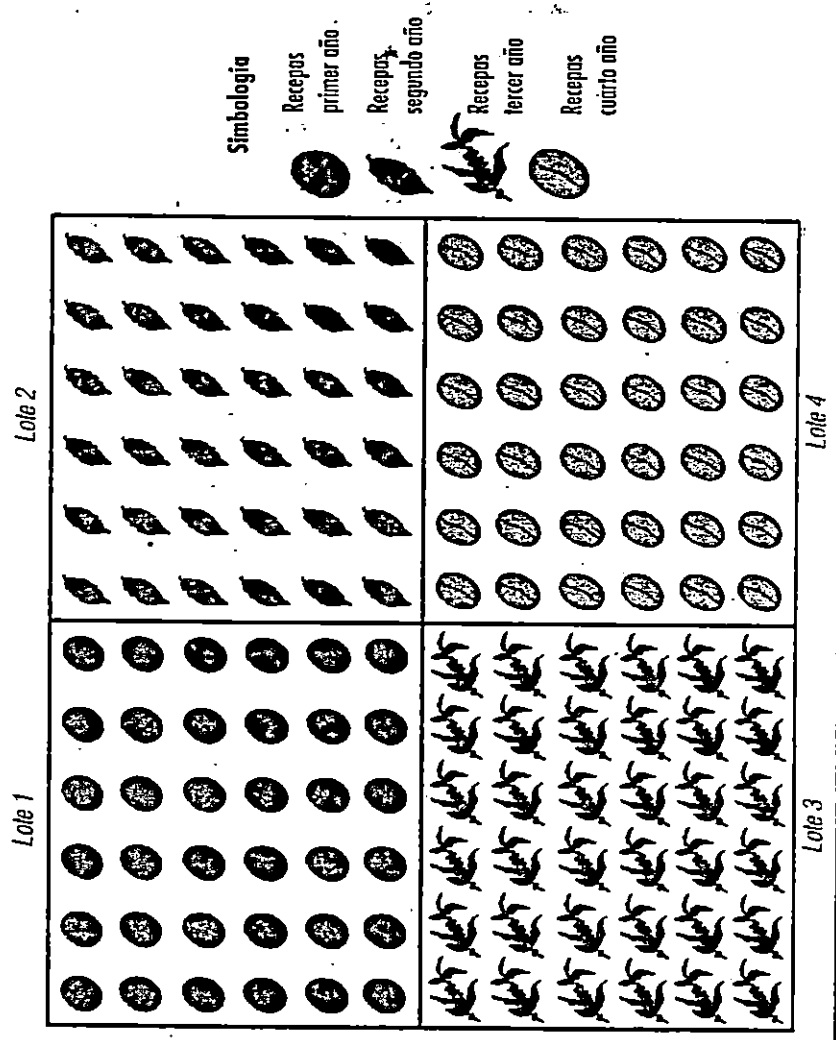 Lote 1
Lote 2
Lote 3
Lote 4
Simbología
Recepas
primer año
Recepas
segundo año
Recepas
tercer año
Recepas
cuarto año